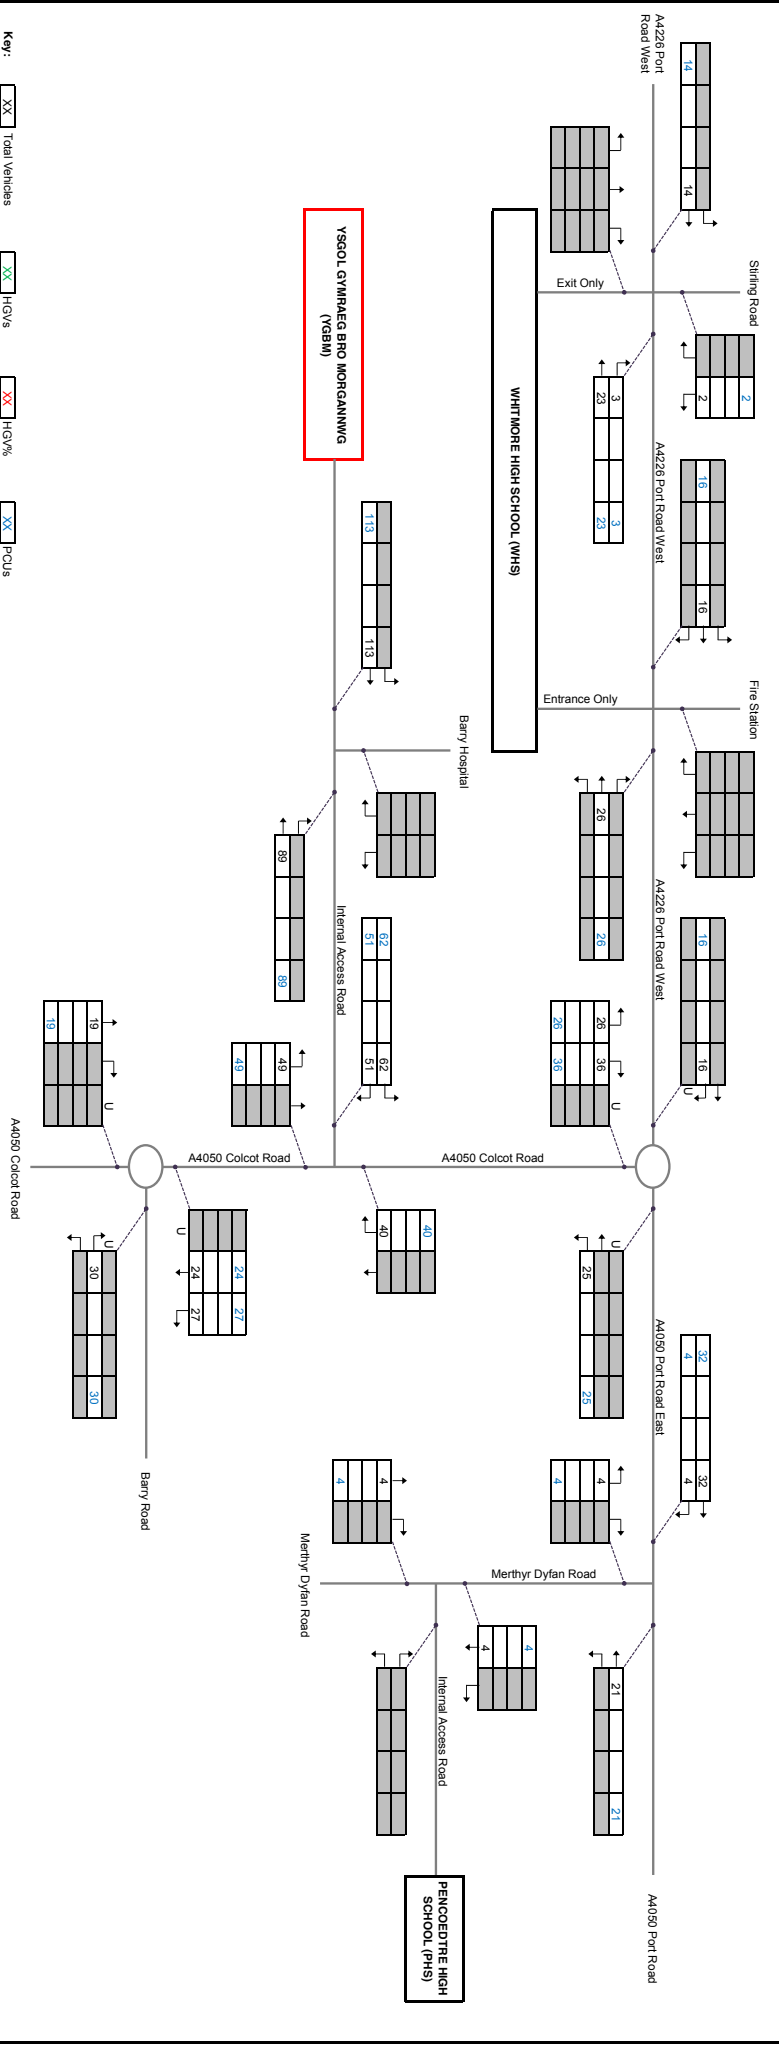 Stirling Road
Fire Station
2
2
16 16
16 16
U
32 32
4 4
14 14
A4226 Port
Road West
A4226 Port Road West
A4226 Port Road West
A4050 Port Road East
A4050 Port Road
3 3
23 23
26 26
26 36 U
26 36
U
25 25
4
4
21 21
Exit Only
Entrance Only
WHITMORE HIGH SCHOOL (WHS)
A4050 Colcot Road
Merthyr Dyfan Road
4
4
Barry Hospital
Internal Access Road
PENCOEDTRE HIGH
SCHOOL (PHS)
40
40
62 62
51 51
113 113
4
4
YSGOL GYMRAEG BRO MORGANNWG
(YGBM)
Internal Access Road
Merthyr Dyfan Road
89 89
49
49
A4050 Colcot Road
24 27
U 24 27
Barry Road
U
30 30
19 U
19
A4050 Colcot Road
Key:
XX Total Vehicles
XX HGVs
XX HGV%
XX PCUs